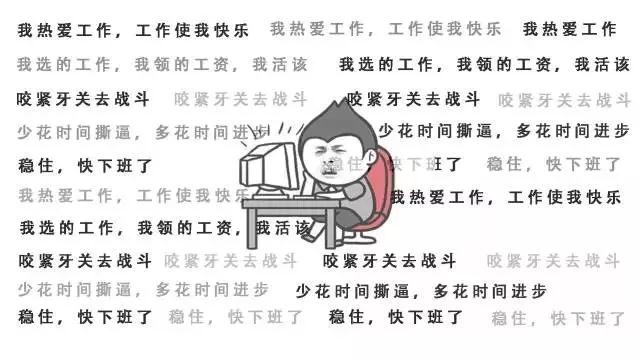 我热爱工作，工作使我快乐 我热爱工作，工作使我快乐 我热爱工作
我选的工作，我领的工资，我活该 我选的工作，我领的工资，我活该
咬紧牙关去战斗 咬紧牙关去战斗 咬紧牙关去战斗 咬紧牙关去战斗
少花时间撕逼，多花时间进步 少花时间撕逼，多花时间进步
稳住，快下班了 稳住，快下班了 稳住，快下班了
我热爱工作，工作使我快乐 我热爱工作，工作使我快乐
我选的工作，我领的工资，我活该
咬紧牙关去战斗 咬紧牙关去战斗 咬紧牙关去战斗 咬紧牙关去战斗
少花时间撕逼，多花时间进步 少花时间撕逼，多花时间进步
稳住，快下班了 稳住，快下班了 稳住，快下班了 稳住，快下班了